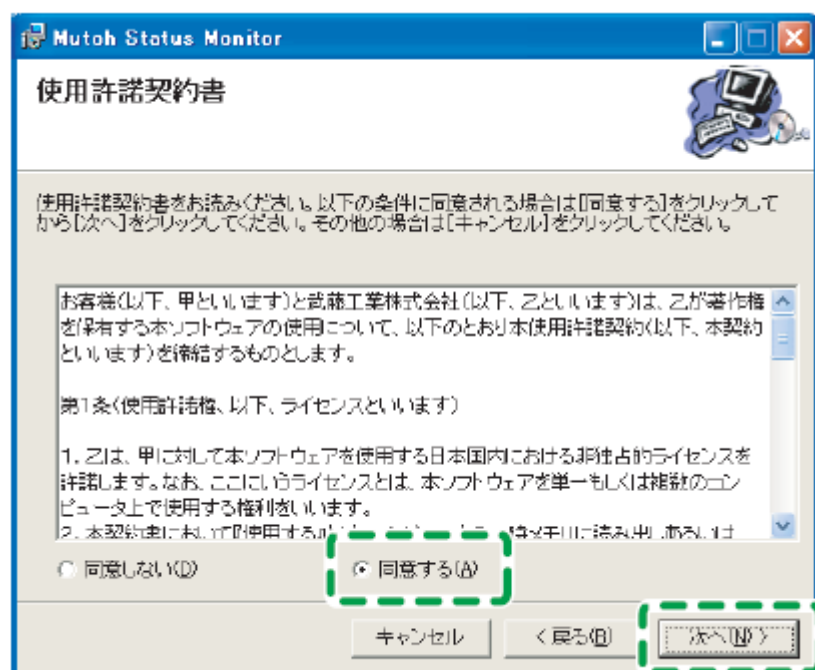 Mutoh Status Monitor
使用許諾契約書
使用許諾契約書をお読みください。以下の条件に同意される場合は[同意する]をクリックして
から[次へ]をクリックしてください。その他の場合は[キャンセル]をクリックしてください。
お客様(以下、甲といいます)と武藤工業株式会社(以下、乙といいます)は、乙が著作権
を保有する本ソフトウェアの使用について、以下のとおり本使用許諾契約(以下、本契約
といいます)を締結するものとします。
第1条(使用許諾権、以下、ライセンスといいます)
1. 乙は、甲に対して本ソフトウェアを使用する日本国内における非独占的ライセンスを
許諾します。なお、ここにいうライセンスとは、本ソフトウェアを単一もしくは複数のコン
ピュータ上で使用する権利をいいます。
2. 本契約書において『使用する』
同意しない(D)
同意する(A)
キャンセル
< 戻る(B)
次へ(N) >